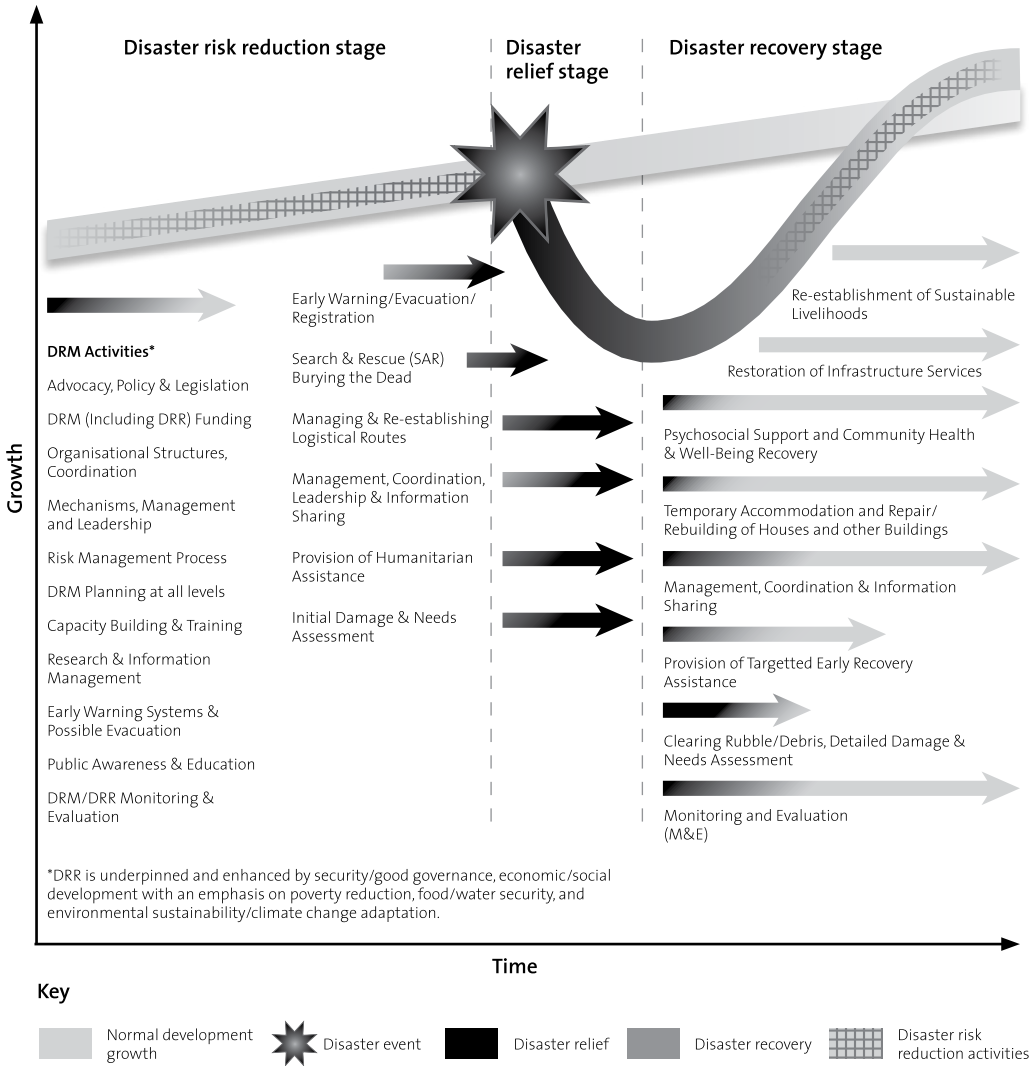 Disaster risk reduction stage
Disaster
relief stage
Disaster recovery stage
Growth
DRM Activities*
Advocacy, Policy & Legislation
DRM (Including DRR) Funding
Organisational Structures,
Coordination
Mechanisms, Management
and Leadership
Risk Management Process
DRM Planning at all levels
Capacity Building & Training
Research & Information
Management
Early Warning Systems &
Possible Evacuation
Public Awareness & Education
DRM/DRR Monitoring &
Evaluation
Early Warning/Evacuation/
Registration
Search & Rescue (SAR)
Burying the Dead
Managing & Re-establishing
Logistical Routes
Management, Coordination,
Leadership & Information
Sharing
Provision of Humanitarian
Assistance
Initial Damage & Needs
Assessment
Re-establishment of Sustainable
Livelihoods
Restoration of Infrastructure Services
Psychosocial Support and Community Health
& Well-Being Recovery
Temporary Accommodation and Repair/
Rebuilding of Houses and other Buildings
Management, Coordination & Information
Sharing
Provision of Targetted Early Recovery
Assistance
Clearing Rubble/Debris, Detailed Damage &
Needs Assessment
Monitoring and Evaluation
(M&E)
*DRR is underpinned and enhanced by security/good governance, economic/social
development with an emphasis on poverty reduction, food/water security, and
environmental sustainability/climate change adaptation.
Time
Key
Normal development
growth
Disaster event
Disaster relief
Disaster recovery
Disaster risk
reduction activities